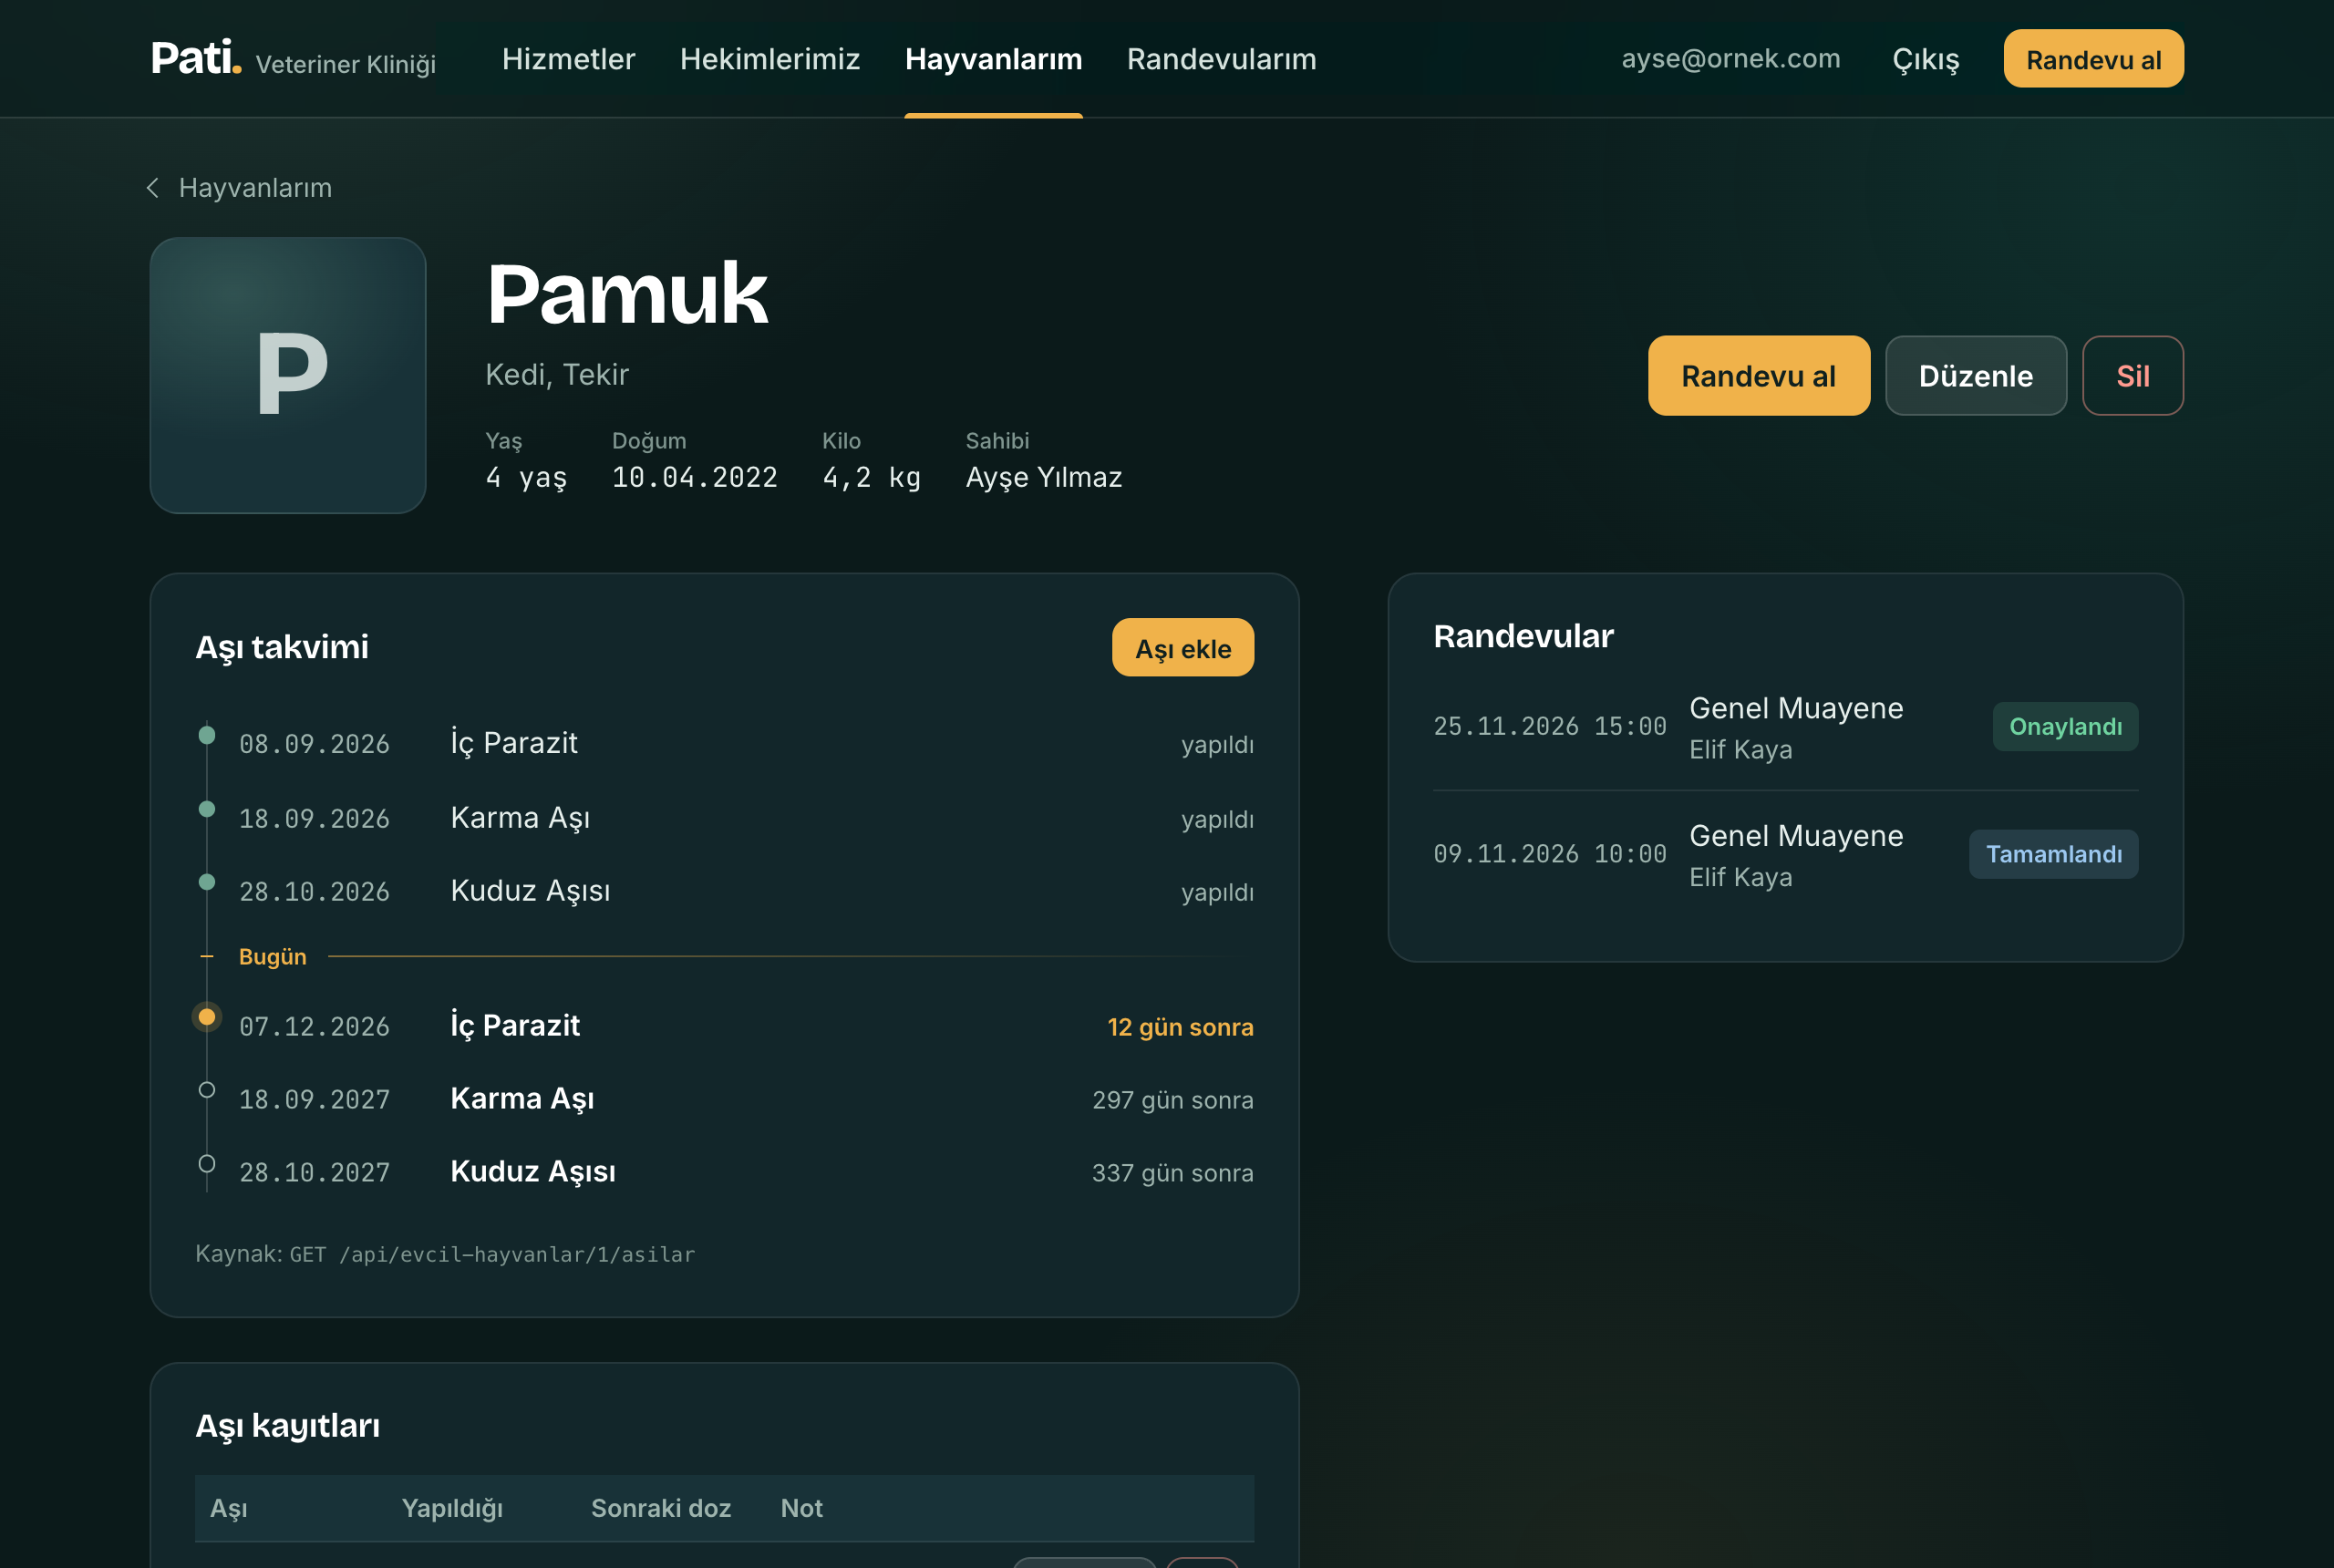 Pati. Veteriner Kliniği Hizmetler Hekimlerimiz Hayvanlarım Randevularım ayse@ornek.com Çıkış Randevu al
Hayvanlarım
P
Pamuk
Kedi, Tekir
Yaş Doğum Kilo Sahibi
4 yaş 10.04.2022 4,2 kg Ayşe Yılmaz
Randevu al Düzenle Sil
Aşı takvimi Aşı ekle
08.09.2026 İç Parazit yapıldı
18.09.2026 Karma Aşı yapıldı
28.10.2026 Kuduz Aşısı yapıldı
Bugün
07.12.2026 İç Parazit 12 gün sonra
18.09.2027 Karma Aşı 297 gün sonra
28.10.2027 Kuduz Aşısı 337 gün sonra
Kaynak: GET /api/evcil-hayvanlar/1/asilar
Randevular
25.11.2026 15:00 Genel Muayene Onaylandı
Elif Kaya
09.11.2026 10:00 Genel Muayene Tamamlandı
Elif Kaya
Aşı kayıtları
Aşı Yapıldığı Sonraki doz Not